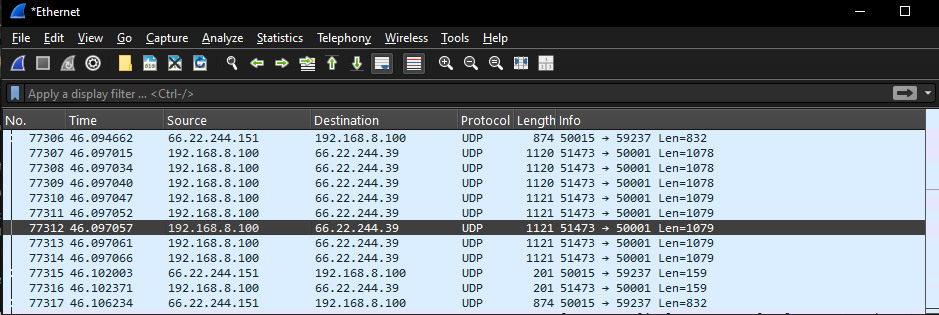 *Ethernet
File Edit View Go Capture Analyze Statistics Telephony Wireless Tools Help
Apply a display filter ... <Ctrl-/>
No. Time Source Destination Protocol Length Info
77306 46.094662 66.22.244.151 192.168.8.100 UDP 874 50015 → 59237 Len=832
77307 46.097015 192.168.8.100 66.22.244.39 UDP 1120 51473 → 50001 Len=1078
77308 46.097034 192.168.8.100 66.22.244.39 UDP 1120 51473 → 50001 Len=1078
77309 46.097040 192.168.8.100 66.22.244.39 UDP 1120 51473 → 50001 Len=1078
77310 46.097047 192.168.8.100 66.22.244.39 UDP 1121 51473 → 50001 Len=1079
77311 46.097052 192.168.8.100 66.22.244.39 UDP 1121 51473 → 50001 Len=1079
77312 46.097057 192.168.8.100 66.22.244.39 UDP 1121 51473 → 50001 Len=1079
77313 46.097061 192.168.8.100 66.22.244.39 UDP 1121 51473 → 50001 Len=1079
77314 46.097066 192.168.8.100 66.22.244.39 UDP 1121 51473 → 50001 Len=1079
77315 46.102003 66.22.244.151 192.168.8.100 UDP 201 50015 → 59237 Len=159
77316 46.102371 192.168.8.100 66.22.244.39 UDP 201 51473 → 50001 Len=159
77317 46.106234 66.22.244.151 192.168.8.100 UDP 874 50015 → 59237 Len=832